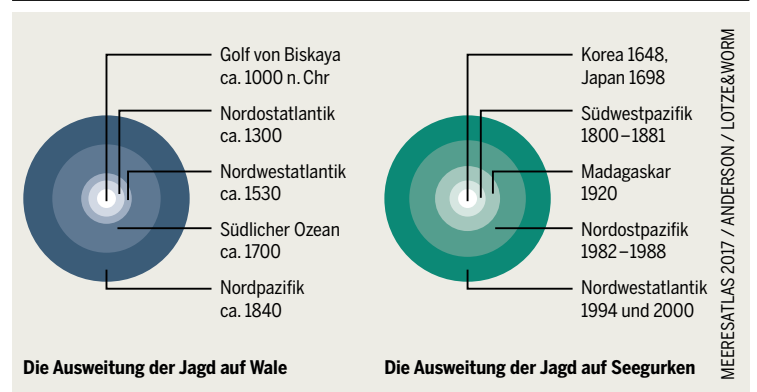 Golf von Biskaya
ca. 1000 n. Chr
Nordostatlantik
ca. 1300
Nordwestatlantik
ca. 1530
Südlicher Ozean
ca. 1700
Nordpazifik
ca. 1840
Die Ausweitung der Jagd auf Wale
Korea 1648,
Japan 1698
Südwestpazifik
1800–1881
Madagaskar
1920
Nordostpazifik
1982–1988
Nordwestatlantik
1994 und 2000
Die Ausweitung der Jagd auf Seegurken
MEERESATLAS 2017 / ANDERSON / LOTZE&WORM